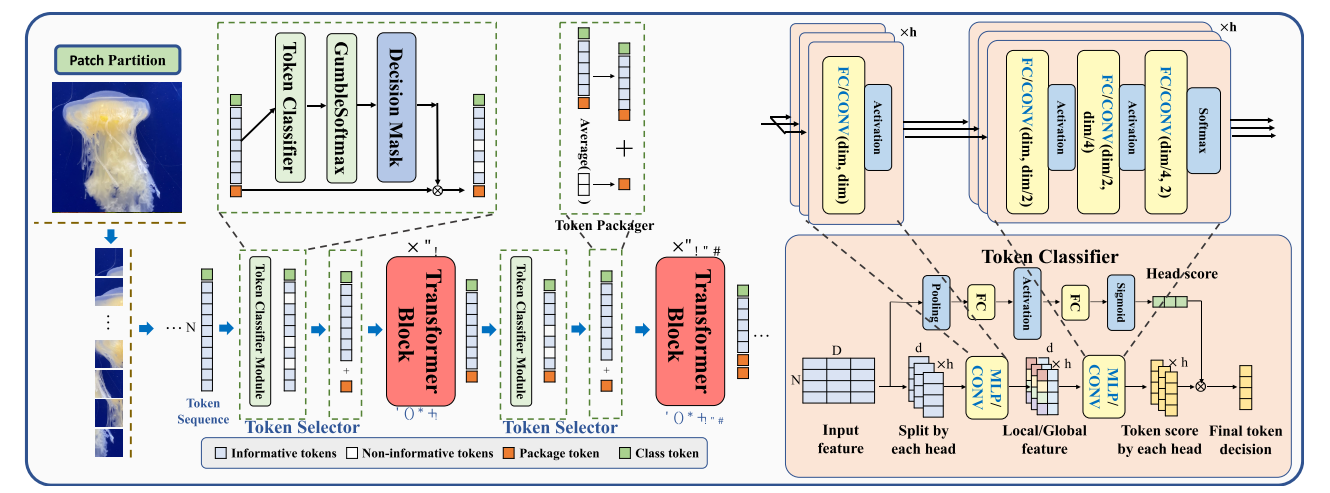 Patch Partition
Token Classifier
GumbleSoftmax
Decision Mask
Average( )
+
Token Packager
×h
FC/CONV(dim, dim)
Activation
×h
FC/CONV(dim, dim/2)
Activation
FC/CONV(dim/2, dim/4)
Activation
FC/CONV(dim/4, 2)
Softmax
... N
Token
Sequence
Token Classifier Module
Token Selector
+
× "!
Transformer
Block
' () * +!
Token Classifier Module
Token Selector
+
×"! " #
Transformer
Block
' () * +! " #
...
Informative tokens
Non-informative tokens
Package token
Class token
Token Classifier
Pooling
FC
Activation
FC
Sigmoid
Head score
D
N
Input
feature
d
×h
Split by
each head
MLP/
CONV
d
× h
Local/Global
feature
MLP/
CONV
× h
Token score
by each head
Final token
decision